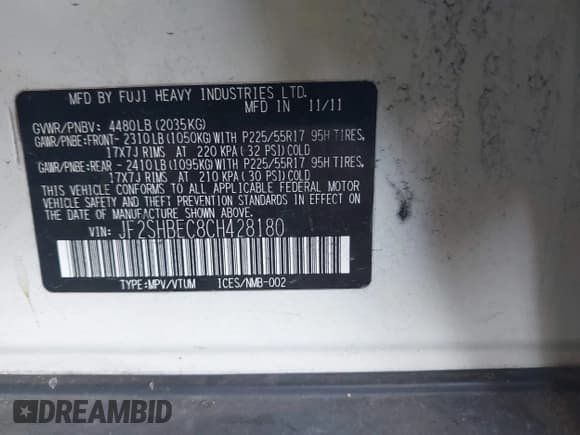 MFD BY FUJI HEAVY INDUSTRIES LTD.
MFD IN 11/11
GVWR/PNBV: 4480LB(2035KG)
GAWR/PNBE:FRONT- 2310LB(1050KG)WITH P225/55R17 95H TIRES,
17X7J RIMS AT 220 KPA( 32 PSI)COLD
GAWR/PNBE:REAR - 2410LB(1095KG)WITH P225/55R17 95H TIRES,
17X7J RIMS AT 210 KPA( 30 PSI)COLD
THIS VEHICLE CONFORMS TO ALL APPLICABLE FEDERAL MOTOR
VEHICLE SAFETY AND THEFT PREVENTION STANDARDS
IN EFFECT ON THE DATE OF MANUFACTURE SHOWN ABOVE.
VIN: JF2SHBEC8CH428180
TYPE:MPV/VTUM ICES/NMB-002
DREAMBID